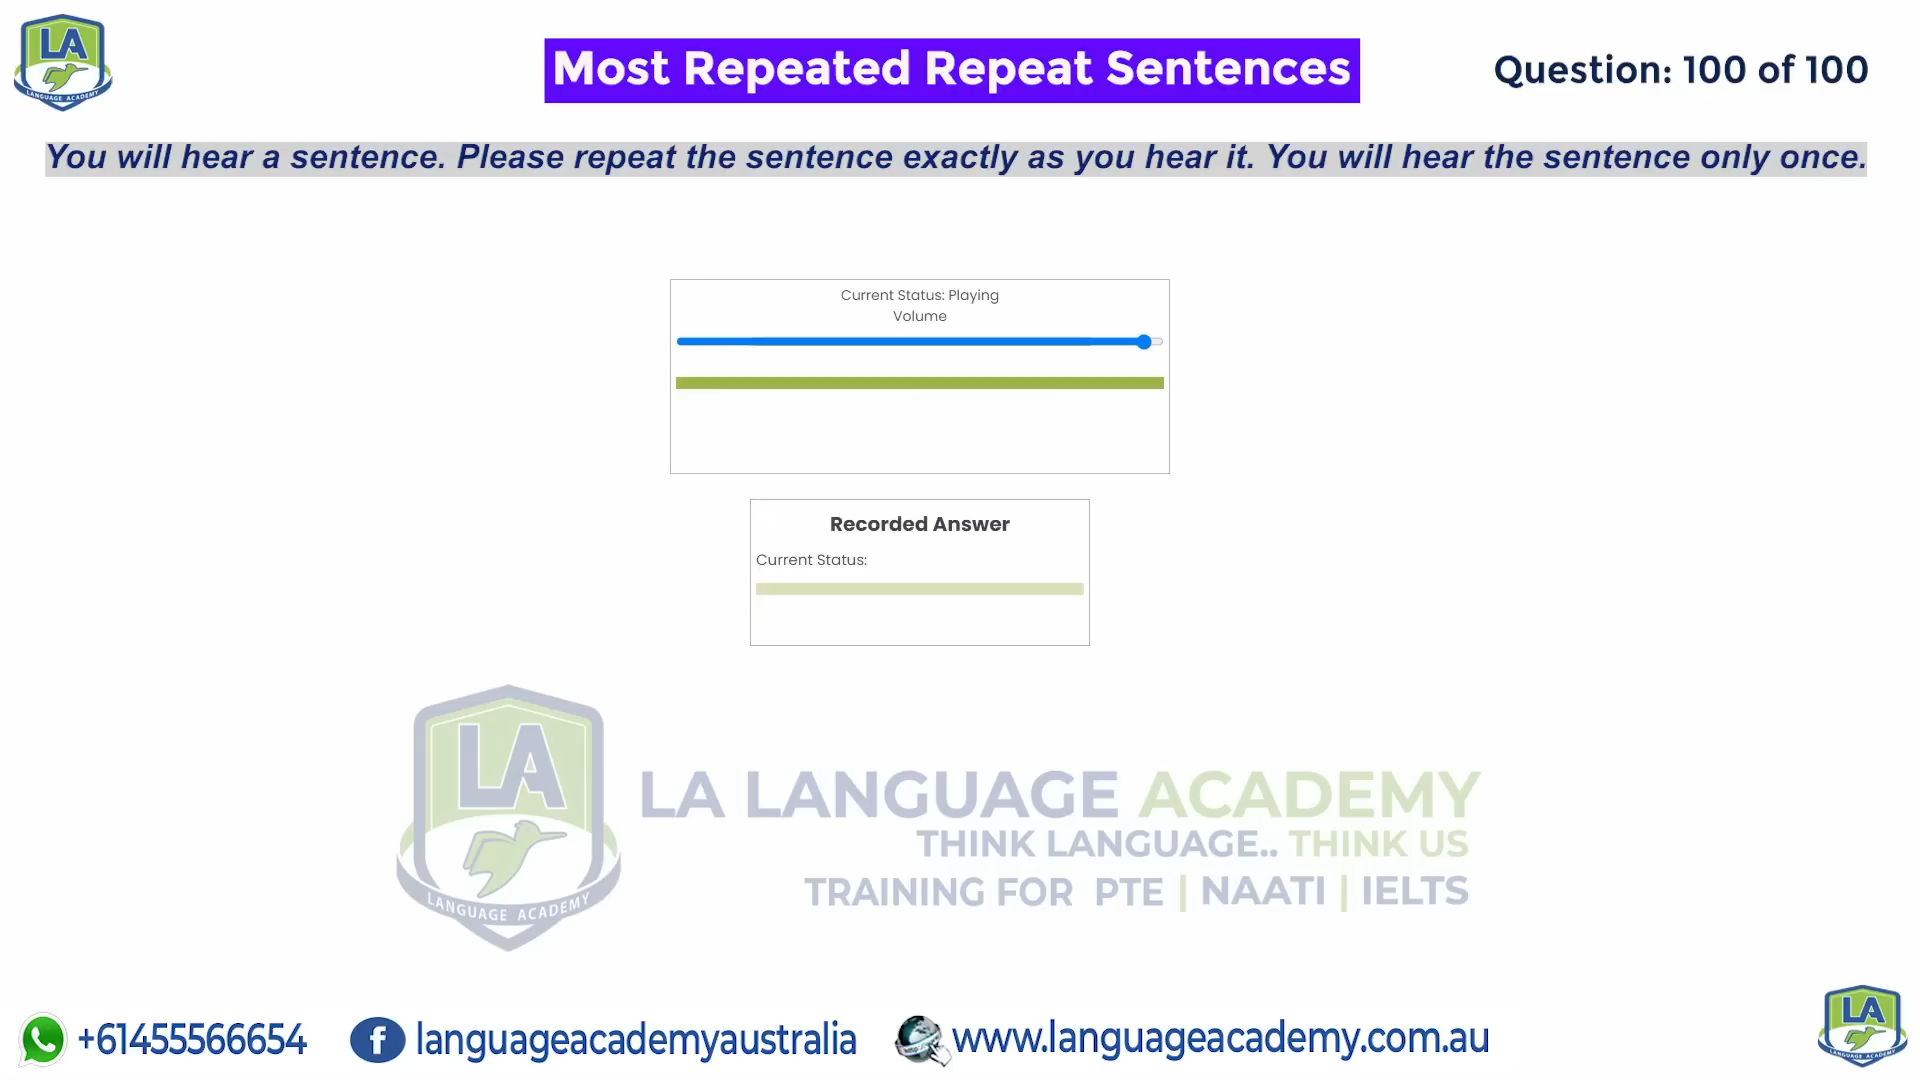 LA
LANGUAGE ACADEMY
Most Repeated Repeat Sentences
Question: 100 of 100
You will hear a sentence. Please repeat the sentence exactly as you hear it. You will hear the sentence only once.
Current Status: Playing
Volume
Recorded Answer
Current Status:
LA
LANGUAGE ACADEMY
LA LANGUAGE ACADEMY
THINK LANGUAGE.. THINK US
TRAINING FOR PTE | NAATI | IELTS
+61455566654
f languageacademyaustralia
http://
www.languageacademy.com.au
LA
LANGUAGE ACADEMY